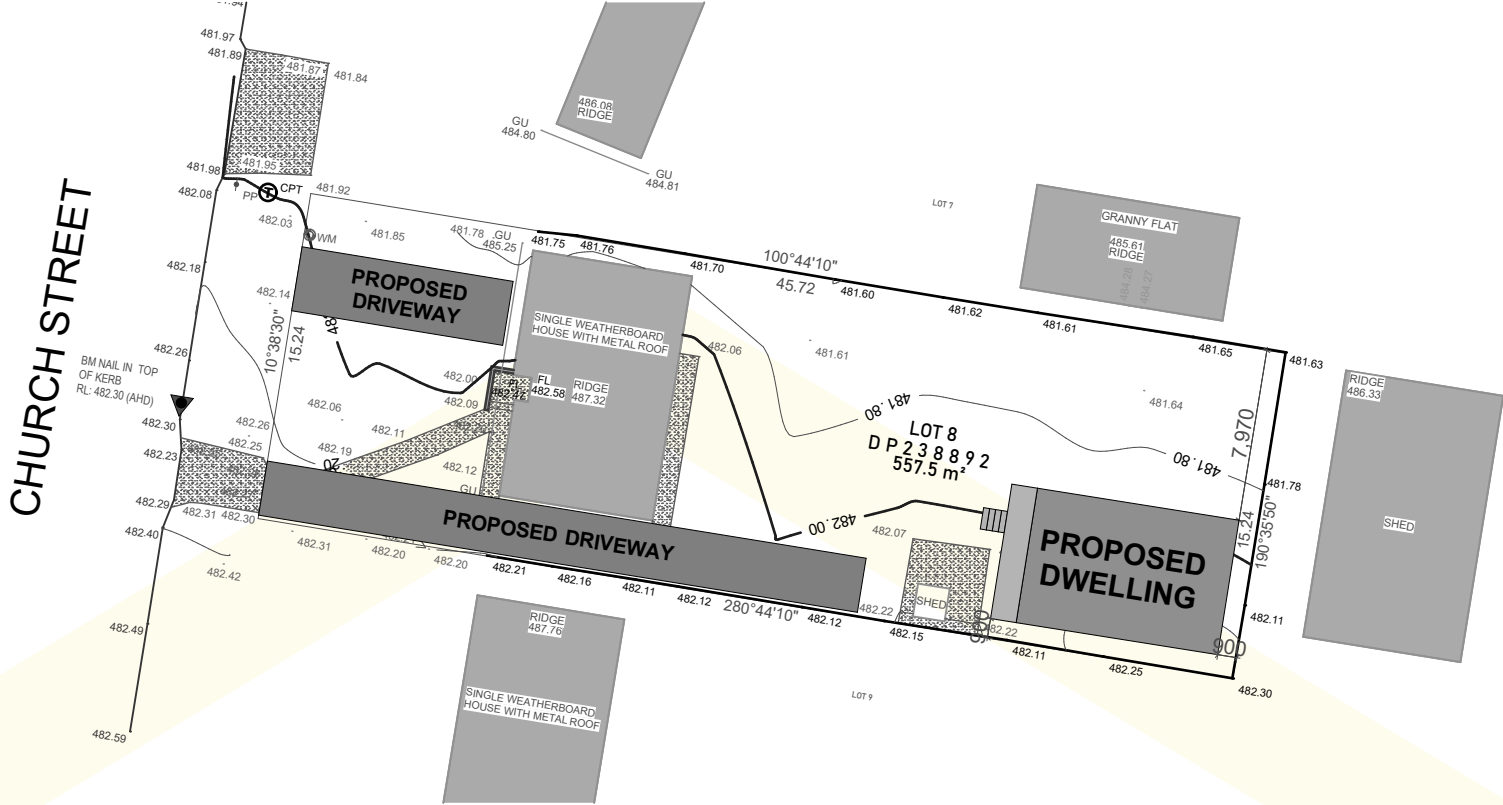 481.97
481.89
481.87
481.84
481.98
481.95
482.08
PP
T
CPT
481.92
482.03
WM
481.85
481.78
GU
485.25
481.75
481.76
481.70
100°44'10"
45.72
481.60
481.62
481.61
481.65
481.63
486.08
RIDGE
GU
484.80
GU
484.81
LOT 7
GRANNY FLAT
485.61
RIDGE
484.28
484.27
RIDGE
486.33
SHED
CHURCH STREET
482.18
482.14
10°38'30"
15.24
PROPOSED
DRIVEWAY
SINGLE WEATHERBOARD
HOUSE WITH METAL ROOF
482.06
481.61
481.64
482.26
BM NAIL IN TOP
OF KERB
RL: 482.30 (AHD)
482.00
FL
482.58
RIDGE
487.32
482.09
482.06
482.30
482.26
482.25
482.11
482.23
482.19
20
482.12
GU
481.80
LOT 8
DP238892
557.5 m²
481.80
7,970
481.78
482.29
482.31
482.30
482.40
482.31
482.20
482.20
482.42
PROPOSED DRIVEWAY
482.00
482.07
PROPOSED
DWELLING
15.24
190°35'50"
482.21
482.16
482.11
482.12
280°44'10"
482.12
482.22
482.15
SHED
482.11
482.25
900
482.11
482.30
482.49
482.59
RIDGE
487.76
SINGLE WEATHERBOARD
HOUSE WITH METAL ROOF
LOT 9